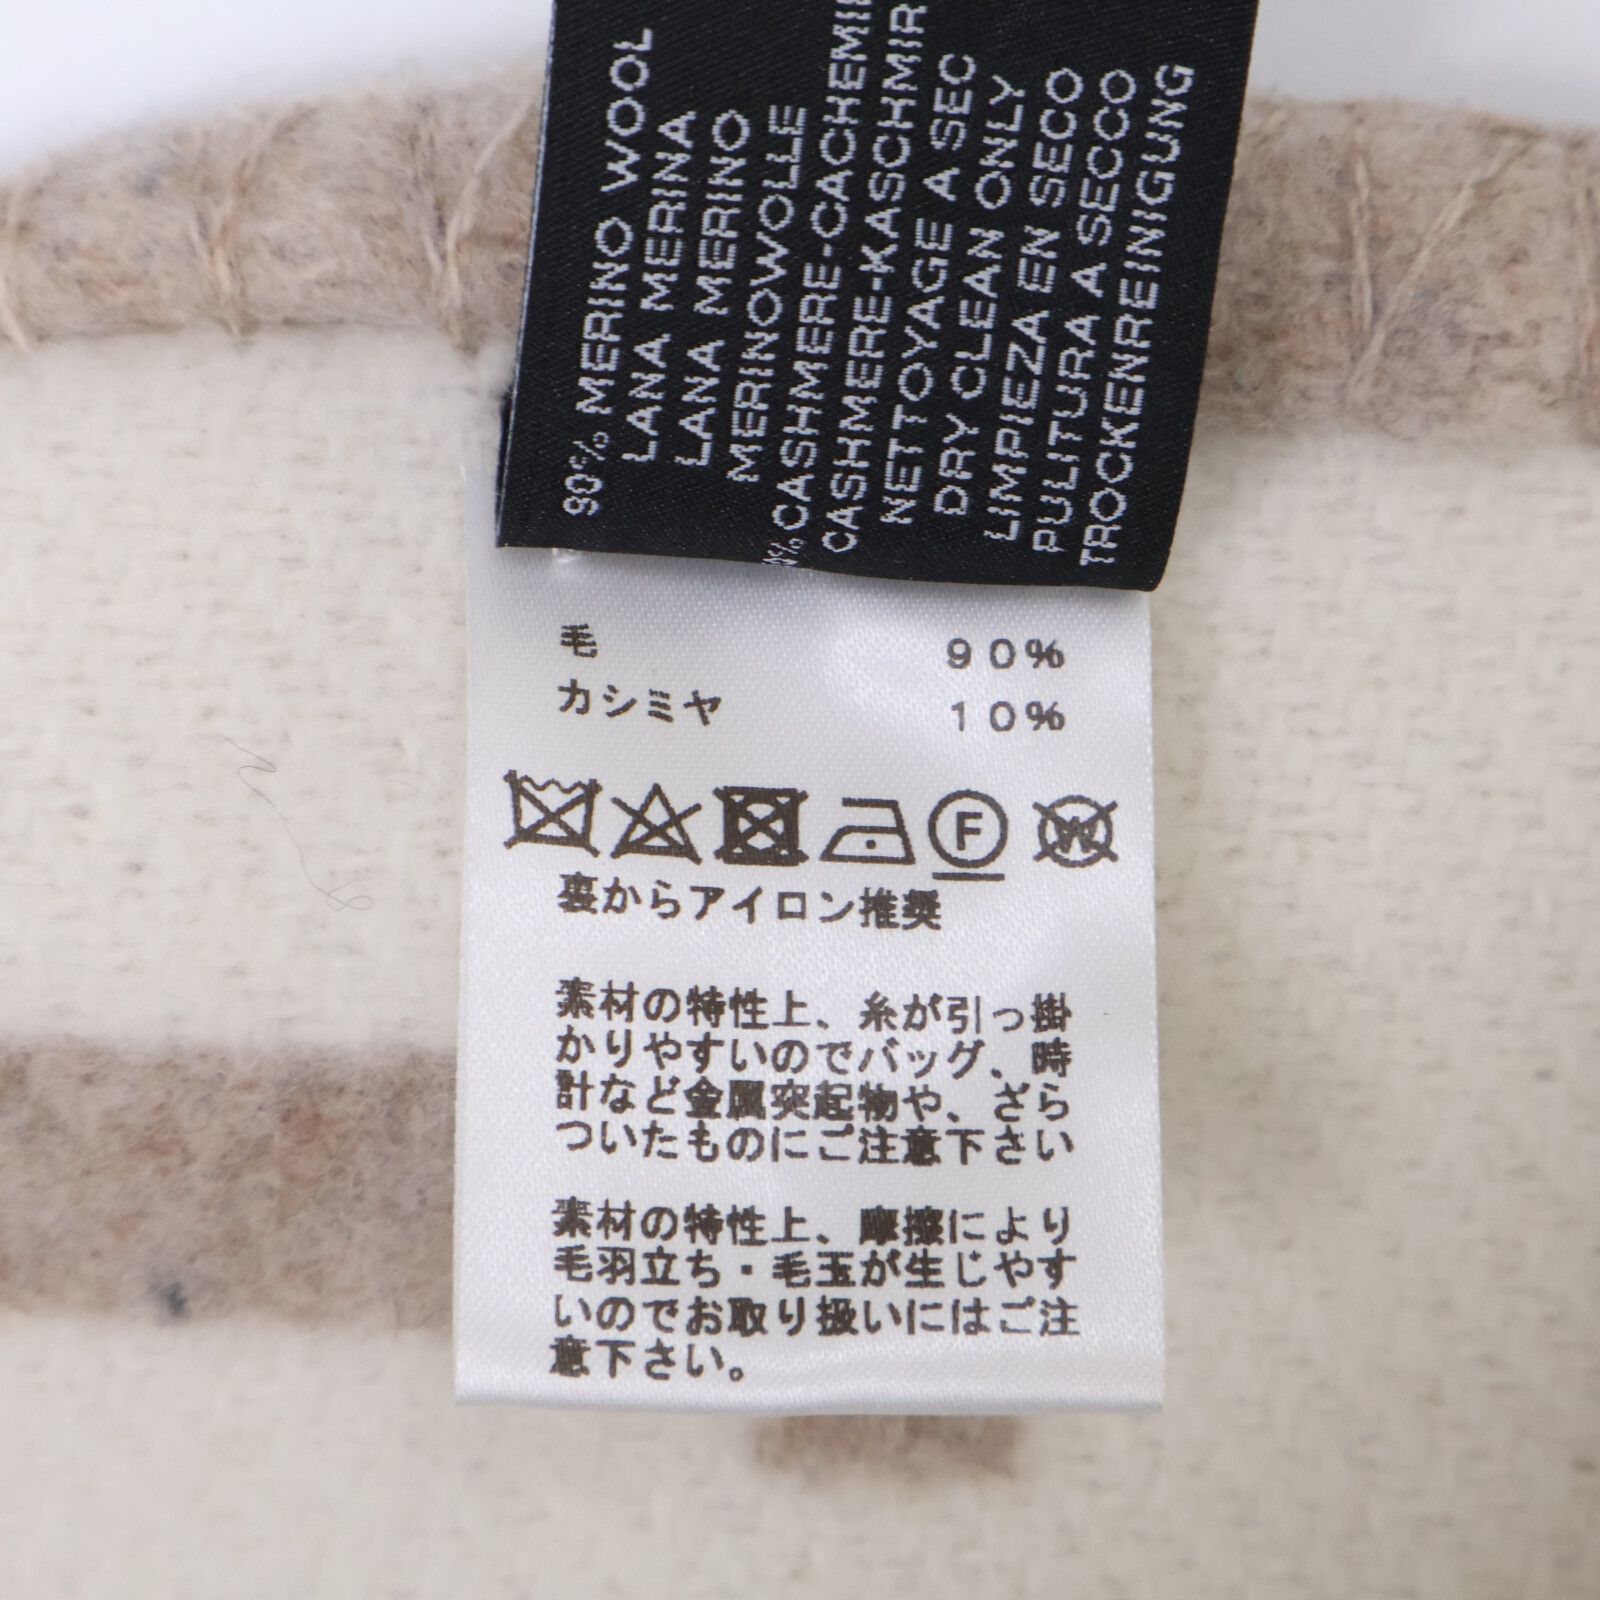 90% MERINO WOOL
LANA MERINA
LANA MERINO
MERINOWOLLE
% CASHMERE-CACHEMI
CASHMERE-KASCHMIR
NETTOYAGE A SEC
DRY CLEAN ONLY
LIMPIEZA EN SECO
PULITURA A SECCO
TROCKENREINIGUNG
毛 90%
カシミヤ 10%
F W
裏からアイロン推奨
素材の特性上、糸が引っ掛
かりやすいのでバッグ、時
計など金属突起物や、ざら
ついたものにご注意下さい
素材の特性上、摩擦により
毛羽立ち・毛玉が生じやす
いのでお取り扱いにはご注
意下さい。